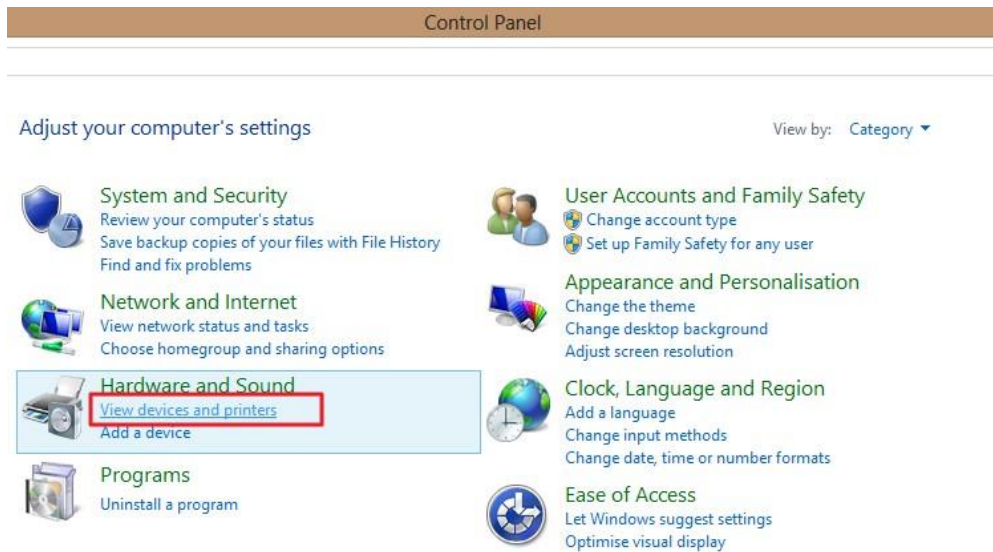 Control Panel
Adjust your computer's settings
View by: Category
System and Security
Review your computer's status
Save backup copies of your files with File History
Find and fix problems
Network and Internet
View network status and tasks
Choose homegroup and sharing options
Hardware and Sound
View devices and printers
Add a device
Programs
Uninstall a program
User Accounts and Family Safety
Change account type
Set up Family Safety for any user
Appearance and Personalisation
Change the theme
Change desktop background
Adjust screen resolution
Clock, Language and Region
Add a language
Change input methods
Change date, time or number formats
Ease of Access
Let Windows suggest settings
Optimise visual display